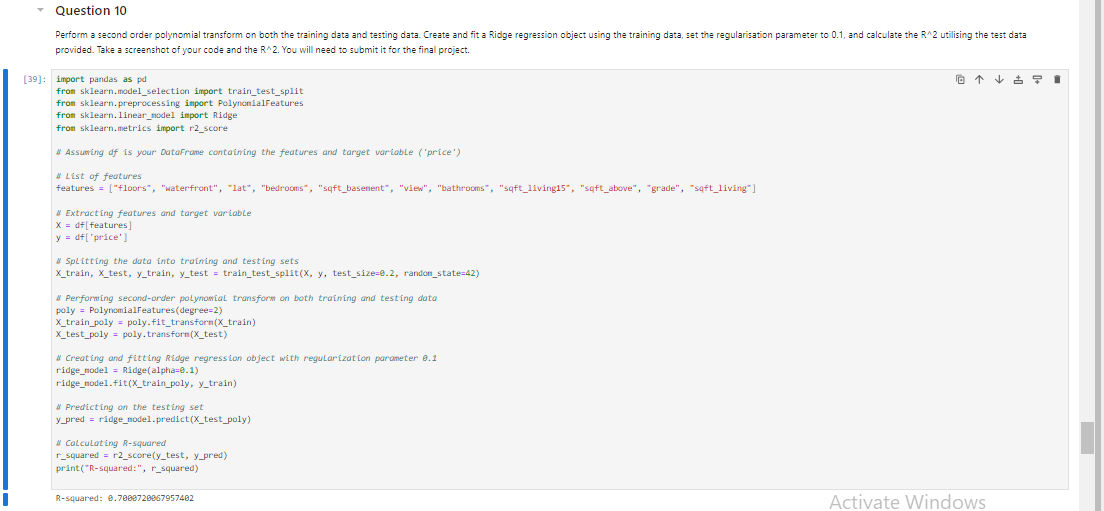 Question 10
Perform a second order polynomial transform on both the training data and testing data. Create and fit a Ridge regression object using the training data, set the regularisation parameter to 0.1, and calculate the R^2 utilising the test data
provided. Take a screenshot of your code and the R^2. You will need to submit it for the final project.
[39]: import pandas as pd
from sklearn.model_selection import train_test_split
from sklearn.preprocessing import PolynomialFeatures
from sklearn.linear_model import Ridge
from sklearn.metrics import r2_score
# Assuming df is your DataFrame containing the features and target variable ('price')
# List of features
features = ["floors", "waterfront", "lat", "bedrooms", "sqft_basement", "view", "bathrooms", "sqft_living15", "sqft_above", "grade", "sqft_living"]
# Extracting features and target variable
X = df[features]
y = df['price']
# Splitting the data into training and testing sets
X_train, X_test, y_train, y_test = train_test_split(X, y, test_size=0.2, random_state=42)
# Performing second-order polynomial transform on both training and testing data
poly = PolynomialFeatures(degree=2)
X_train_poly = poly.fit_transform(X_train)
X_test_poly = poly.transform(X_test)
# Creating and fitting Ridge regression object with regularization parameter 0.1
ridge_model = Ridge(alpha=0.1)
ridge_model.fit(X_train_poly, y_train)
# Predicting on the testing set
y_pred = ridge_model.predict(X_test_poly)
# Calculating R-squared
r_squared = r2_score(y_test, y_pred)
print("R-squared:", r_squared)
R-squared: 0.7000720067957402
Activate Windows